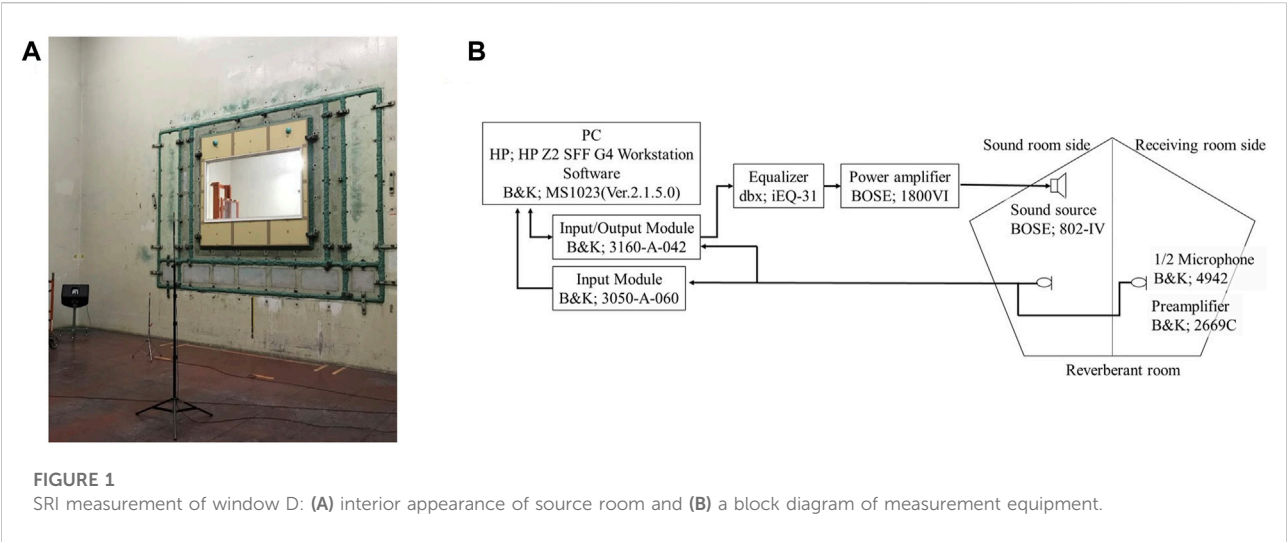 A
B
PC
HP; HP Z2 SFF G4 Workstation
Software
B&K; MS1023(Ver.2.1.5.0)
Input/Output Module
B&K; 3160-A-042
Input Module
B&K; 3050-A-060
Equalizer
dbx; iEQ-31
Power amplifier
BOSE; 1800VI
Sound room side
Receiving room side
Sound source
BOSE; 802-IV
1/2 Microphone
B&K; 4942
Preamplifier
B&K; 2669C
Reverberant room
FIGURE 1
SRI measurement of window D: (A) interior appearance of source room and (B) a block diagram of measurement equipment.